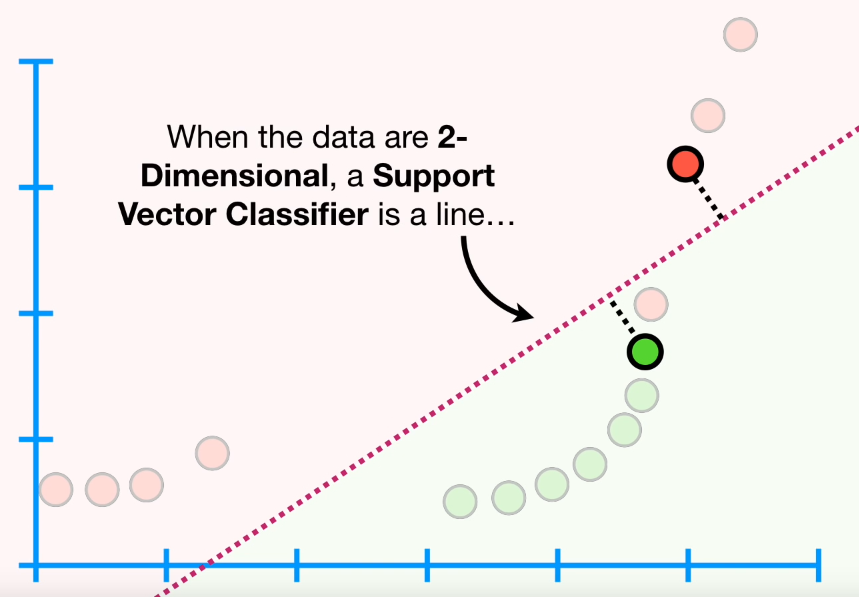 When the data are 2-
Dimensional, a Support
Vector Classifier is a line…